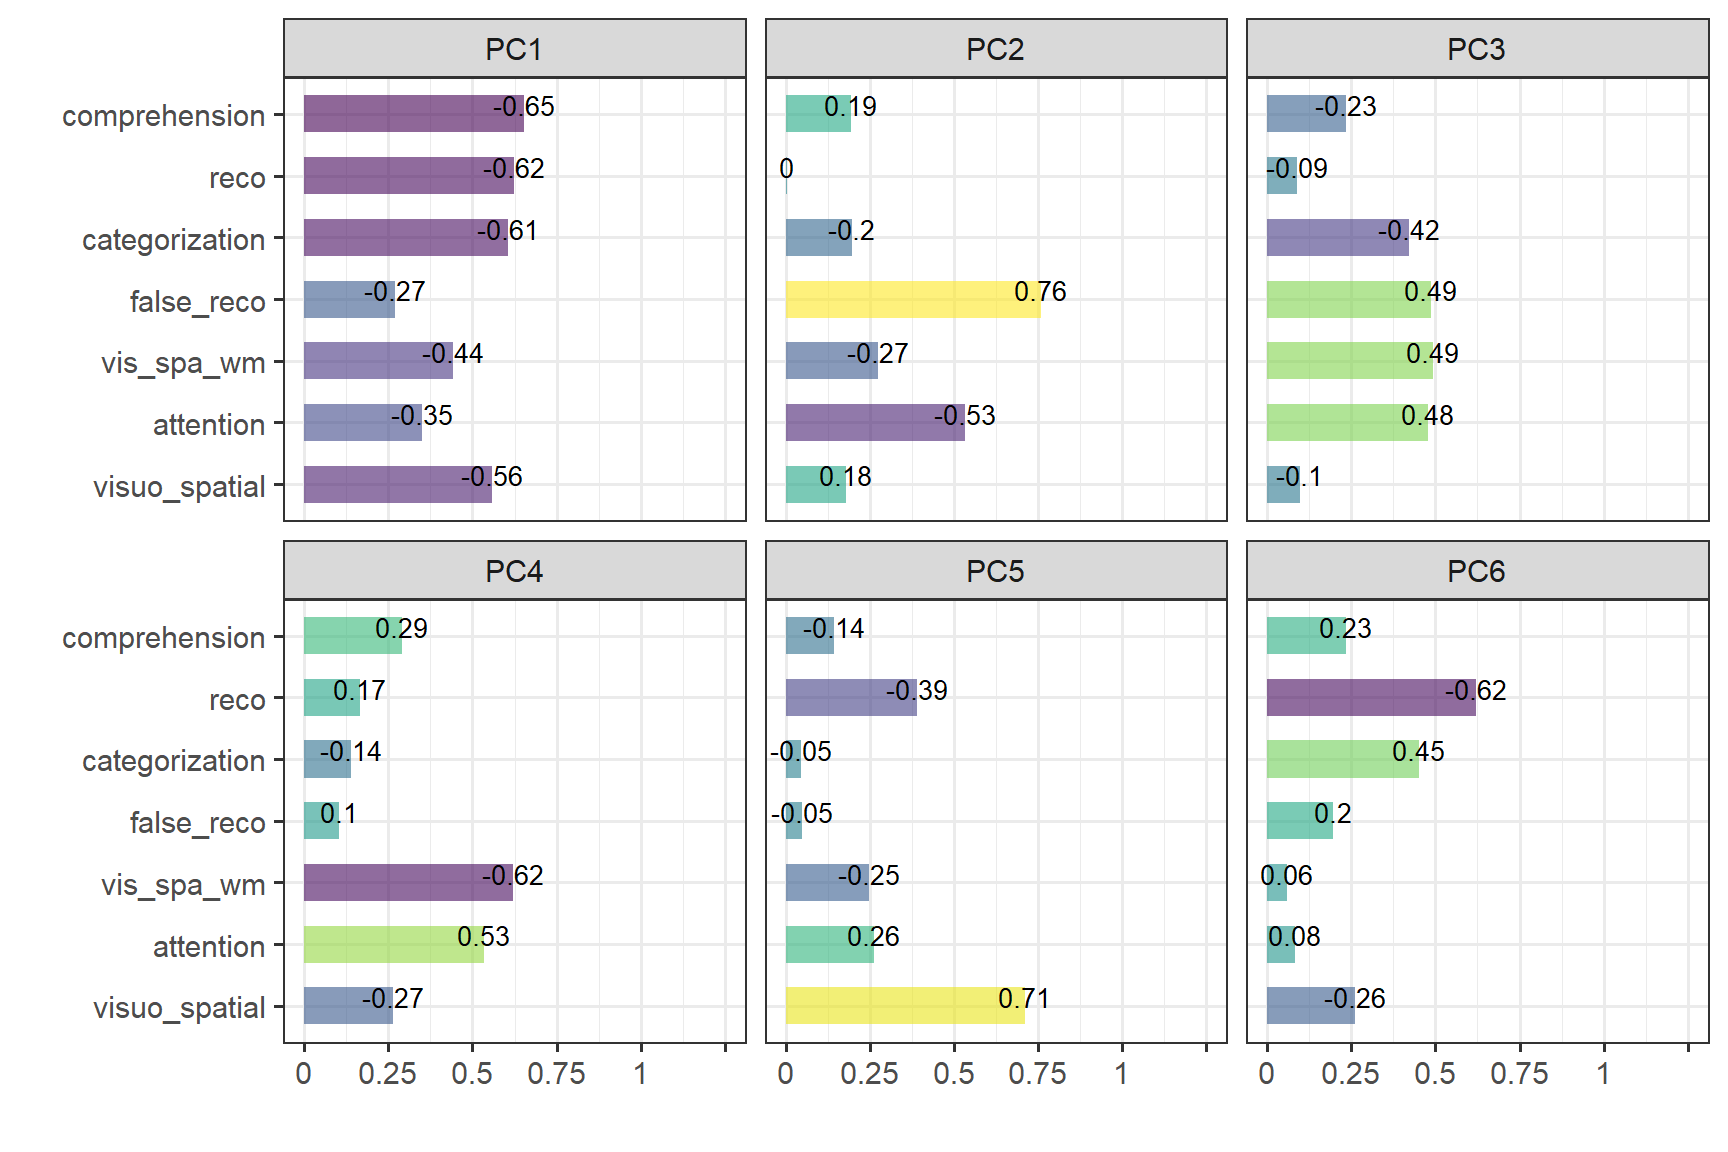 PC1 PC2 PC3
comprehension -0.65 0.19 -0.23
reco -0.62 0 -0.09
categorization -0.61 -0.2 -0.42
false_reco -0.27 0.76 0.49
vis_spa_wm -0.44 -0.27 0.49
attention -0.35 -0.53 0.48
visuo_spatial -0.56 0.18 -0.1
PC4 PC5 PC6
comprehension 0.29 -0.14 0.23
reco 0.17 -0.39 -0.62
categorization -0.14 -0.05 0.45
false_reco 0.1 -0.05 0.2
vis_spa_wm -0.62 -0.25 0.06
attention 0.53 0.26 0.08
visuo_spatial -0.27 0.71 -0.26
0 0.25 0.5 0.75 1 0 0.25 0.5 0.75 1 0 0.25 0.5 0.75 1